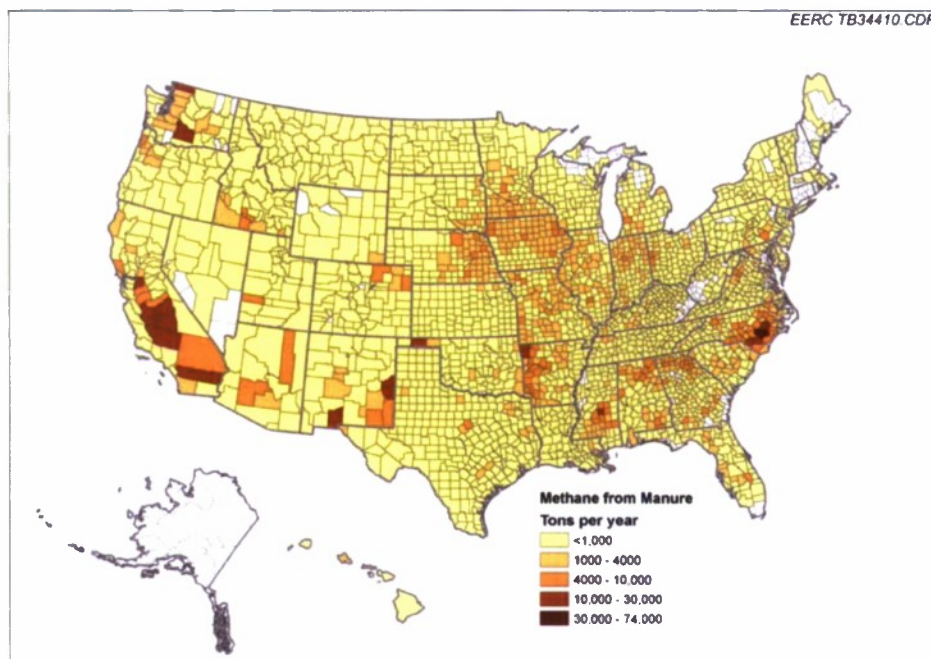 EERC TB34410.CDR
Methane from Manure
Tons per year
<1,000
1000 - 4000
4000 - 10,000
10,000 - 30,000
30,000 - 74,000